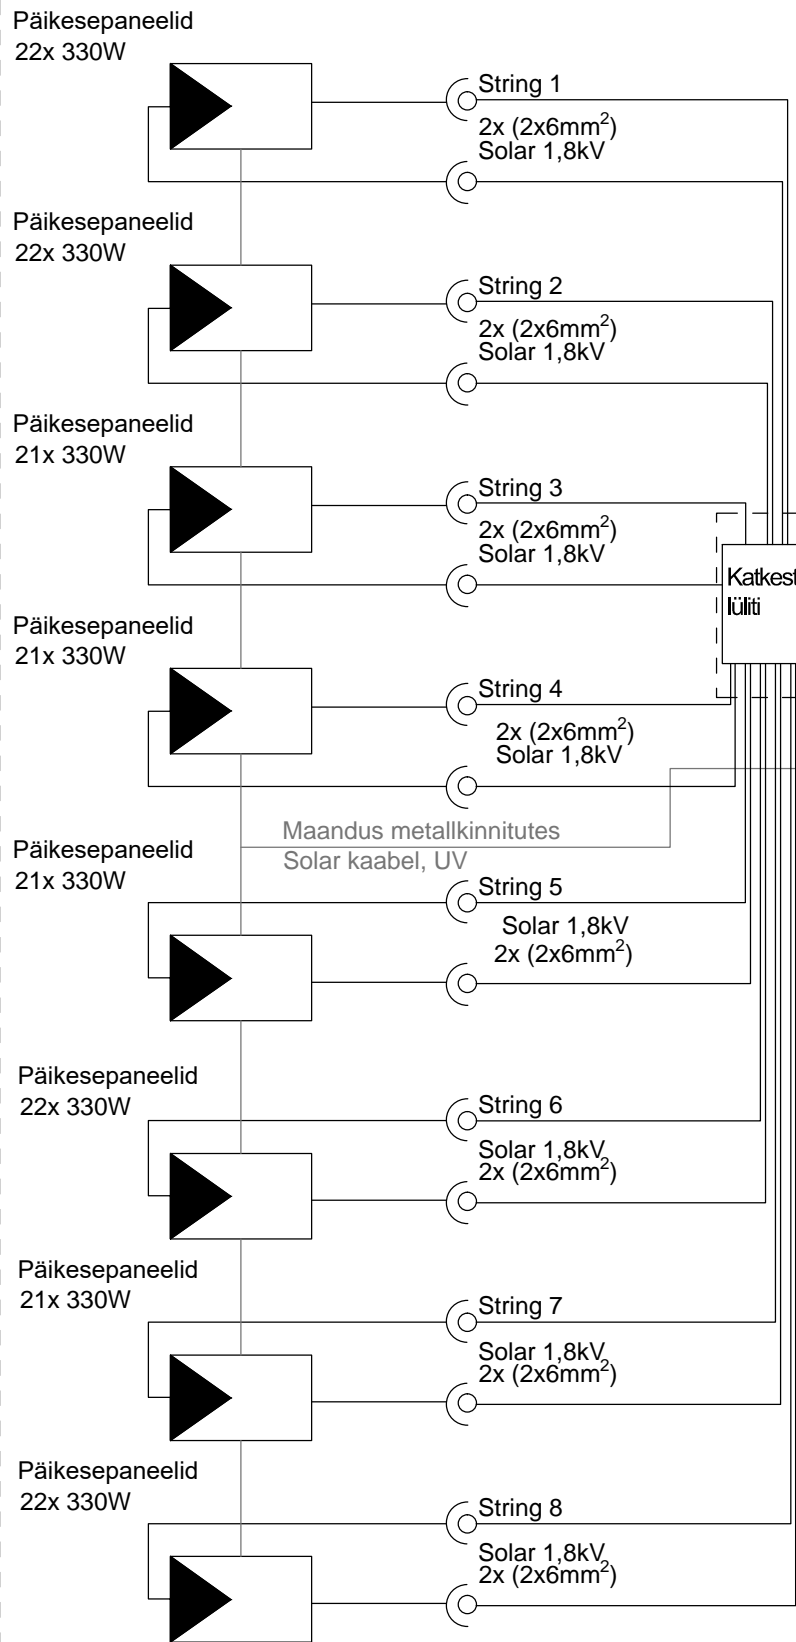 Päikesepaneelid
22x 330W
String 1
2x (2x6mm²)
Solar 1,8kV
Päikesepaneelid
22x 330W
String 2
2x (2x6mm²)
Solar 1,8kV
Päikesepaneelid
21x 330W
String 3
2x (2x6mm²)
Solar 1,8kV
Katkest
lüliti
Päikesepaneelid
21x 330W
String 4
2x (2x6mm²)
Solar 1,8kV
Maandus metallkinnitutes
Solar kaabel, UV
Päikesepaneelid
21x 330W
String 5
Solar 1,8kV
2x (2x6mm²)
Päikesepaneelid
22x 330W
String 6
Solar 1,8kV
2x (2x6mm²)
Päikesepaneelid
21x 330W
String 7
Solar 1,8kV
2x (2x6mm²)
Päikesepaneelid
22x 330W
String 8
Solar 1,8kV
2x (2x6mm²)